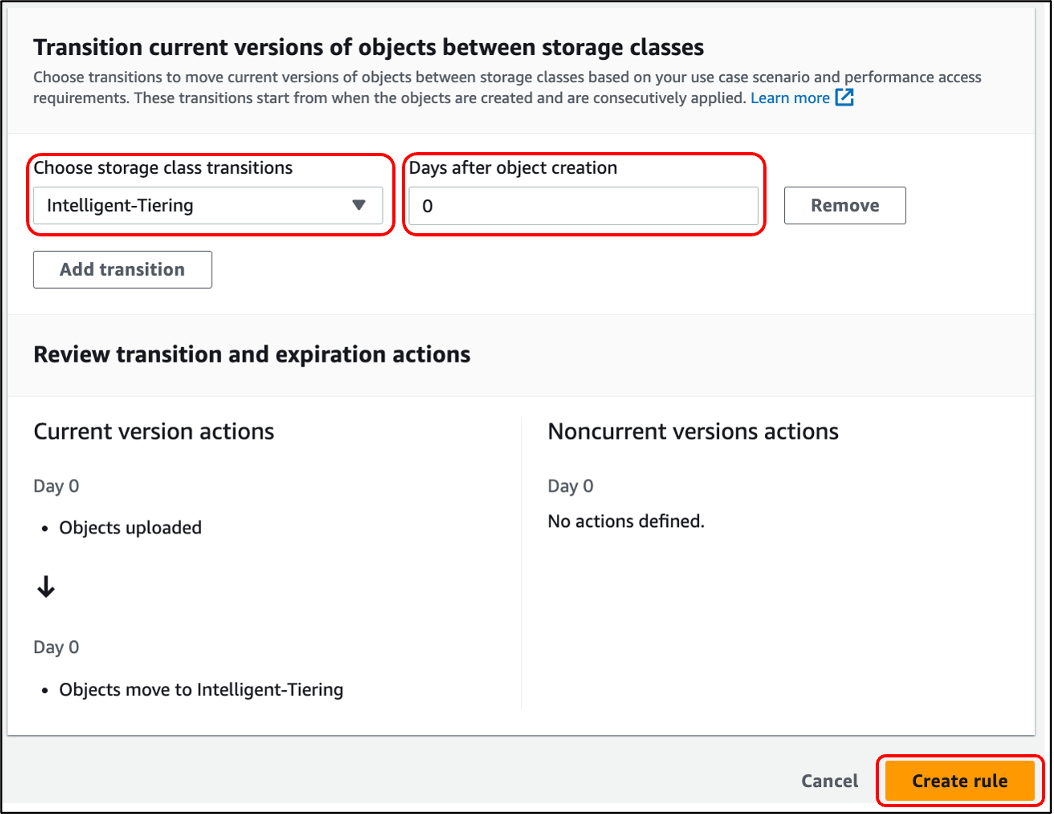 Transition current versions of objects between storage classes
Choose transitions to move current versions of objects between storage classes based on your use case scenario and performance access
requirements. These transitions start from when the objects are created and are consecutively applied. Learn more
Choose storage class transitions
Days after object creation
Intelligent-Tiering
0
Remove
Add transition
Review transition and expiration actions
Current version actions
Day 0
• Objects uploaded
Day 0
• Objects move to Intelligent-Tiering
Noncurrent versions actions
Day 0
No actions defined.
Cancel
Create rule